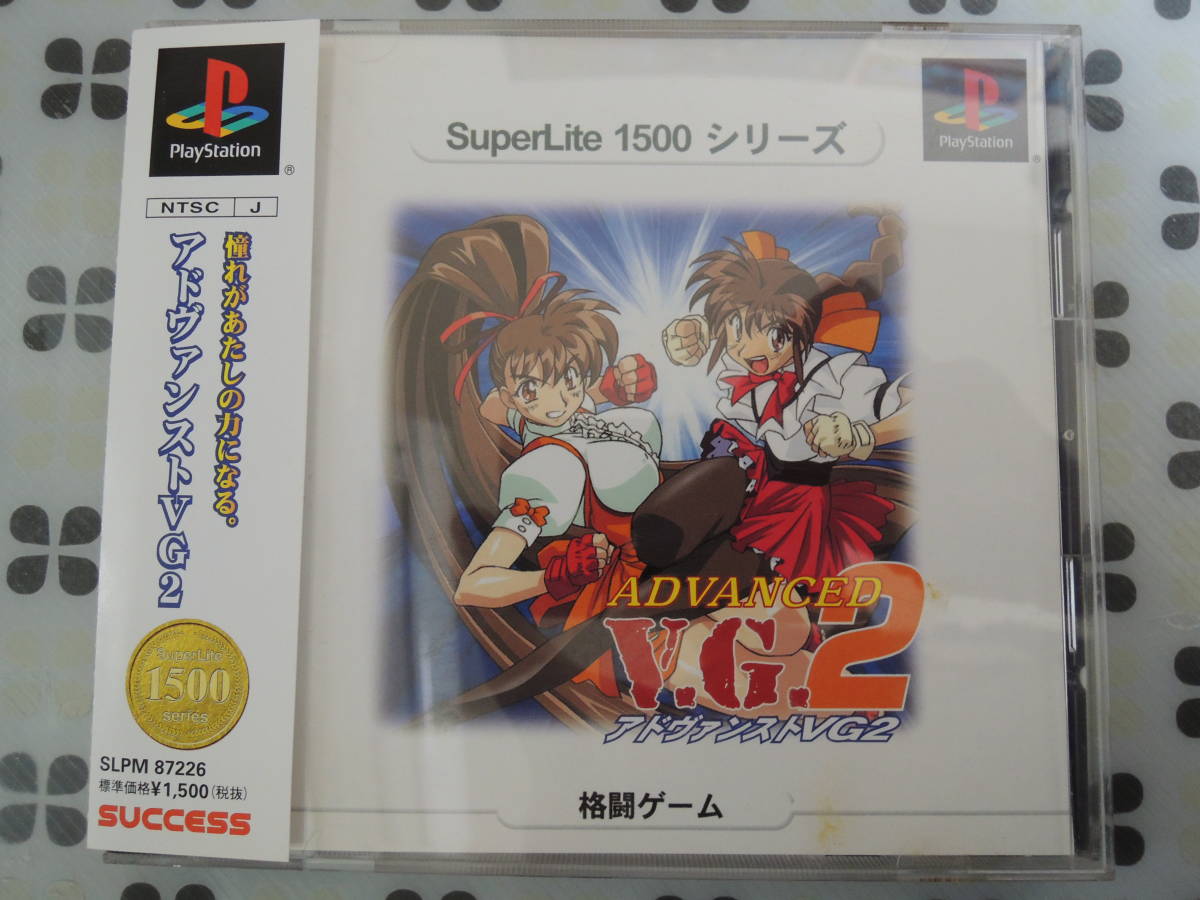 PlayStation
®
NTSC J
憧れがあたしの力になる。
アドヴァンストVG2
SuperLite
1500
series
SLPM 87226
標準価格¥1,500(税抜)
SUCCESS
SuperLite 1500 シリーズ
PlayStation
®
ADVANCED
V.G.2
アドヴァンストVG2
格闘ゲーム